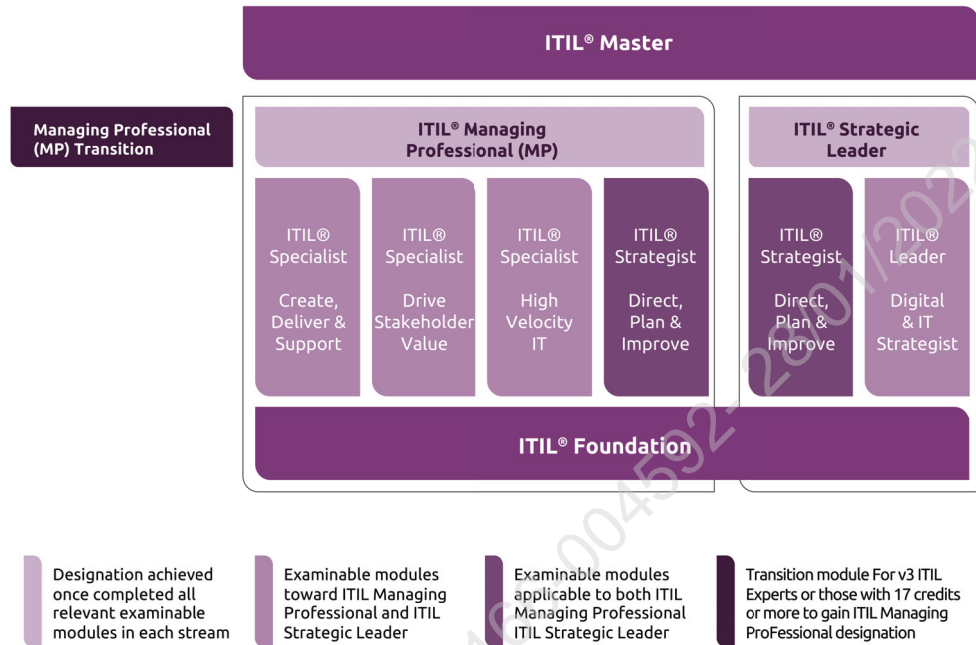 ITIL® Master
Managing Professional
(MP) Transition
ITIL® Managing
Professional (MP)
ITIL® Strategic
Leader
ITIL®
Specialist
Create,
Deliver &
Support
ITIL®
Specialist
Drive
Stakeholder
Value
ITIL®
Specialist
High
Velocity
IT
ITIL®
Strategist
Direct,
Plan &
Improve
ITIL®
Strategist
Direct,
Plan &
Improve
ITIL®
Leader
Digital
& IT
Strategist
ITIL® Foundation
Designation achieved
once completed all
relevant examinable
modules in each stream
Examinable modules
toward ITIL Managing
Professional and ITIL
Strategic Leader
Examinable modules
applicable to both ITIL
Managing Professional
ITIL Strategic Leader
Transition module For v3 ITIL
Experts or those with 17 credits
or more to gain ITIL Managing
ProFessional designation